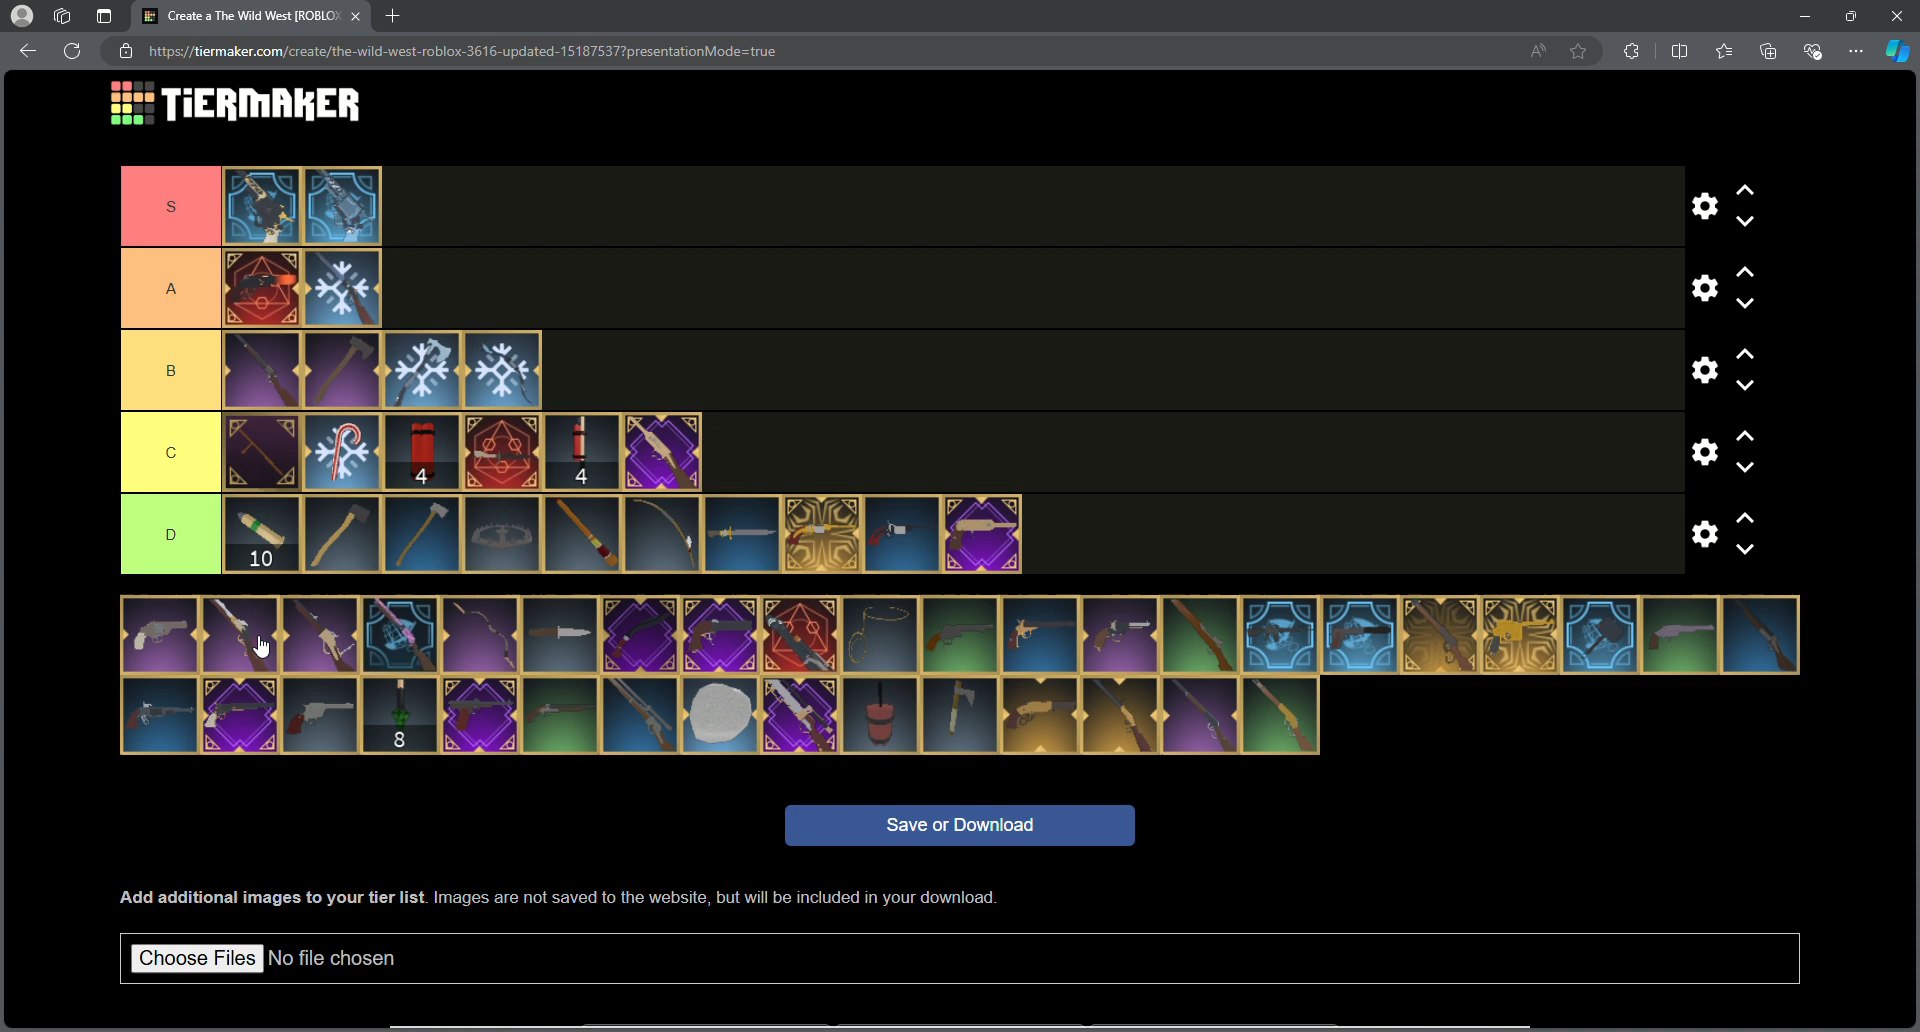 Create a The Wild West [ROBLOX
https://tiermaker.com/create/the-wild-west-roblox-3616-updated-15187537?presentationMode=true
TiERMAKER
S
A
B
C
4
4
D
10
8
Save or Download
Add additional images to your tier list. Images are not saved to the website, but will be included in your download.
Choose Files No file chosen